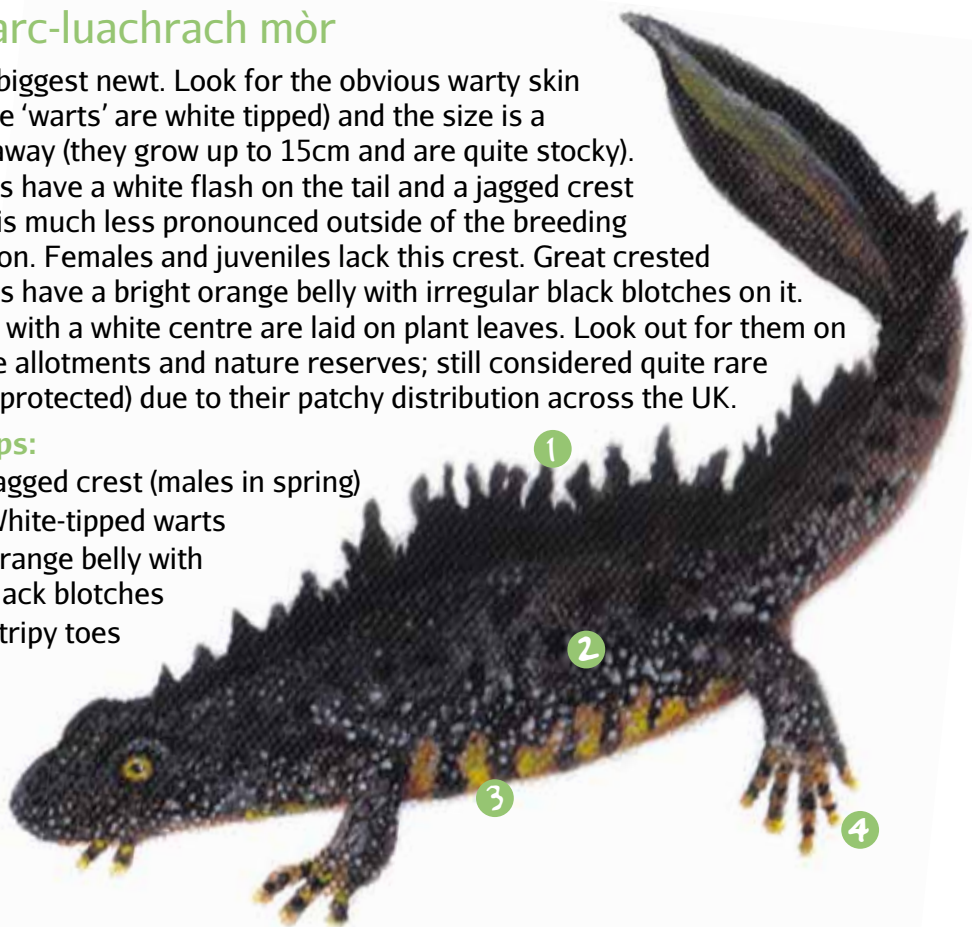 arc-luachrach mòr
biggest newt. Look for the obvious warty skin
e ‘warts’ are white tipped) and the size is a
away (they grow up to 15cm and are quite stocky).
s have a white flash on the tail and a jagged crest
is much less pronounced outside of the breeding
on. Females and juveniles lack this crest. Great crested
s have a bright orange belly with irregular black blotches on it.
with a white centre are laid on plant leaves. Look out for them on
e allotments and nature reserves; still considered quite rare
protected) due to their patchy distribution across the UK.
ps:
agged crest (males in spring)
White-tipped warts
range belly with
lack blotches
tripy toes
1
2
3
4